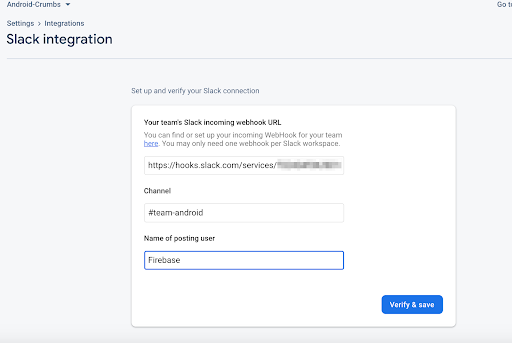 Android-Crumbs
Go to
Settings > Integrations
Slack integration
Set up and verify your Slack connection
Your team's Slack incoming webhook URL
You can find or set up your incoming WebHook for your team
here. You may only need one webhook per Slack workspace.
https://hooks.slack.com/services/
Channel
#team-android
Name of posting user
Firebase
Verify & save